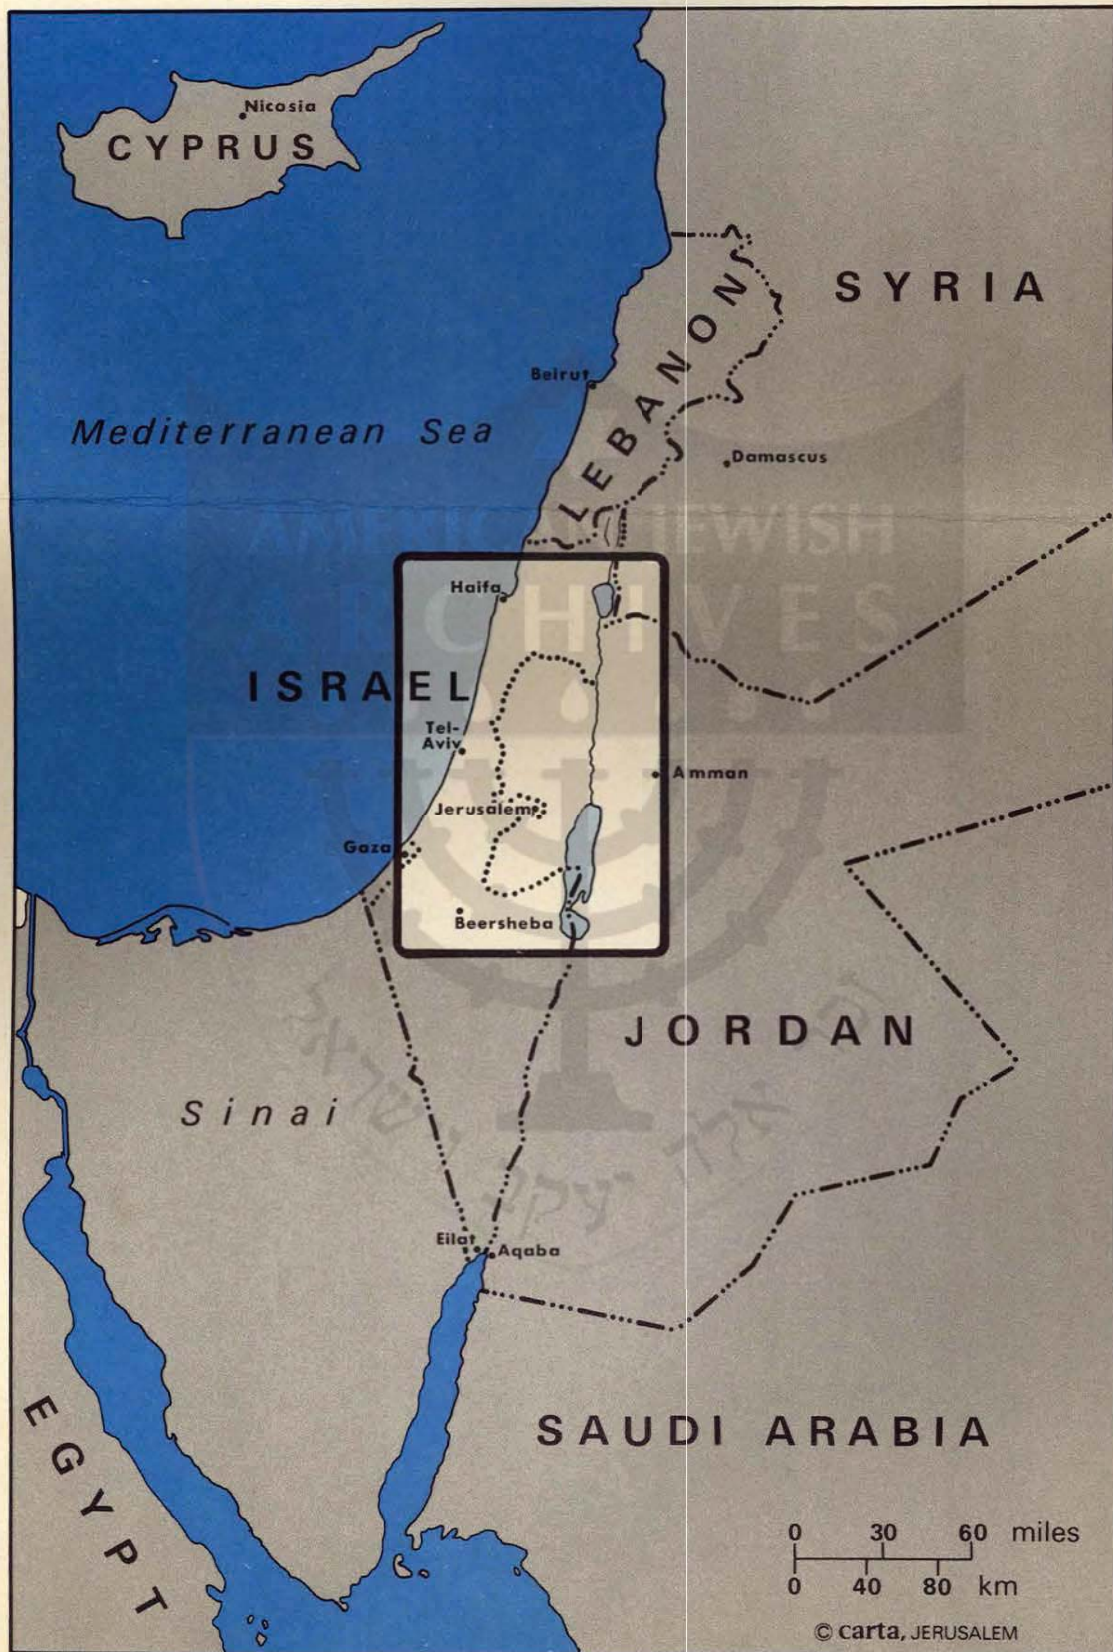 Nicosia
CYPRUS
SYRIA
LEBANON
Beirut
Mediterranean Sea
Damascus
AMERICAN JEWISH
ARCHIVES
Haifa
ISRAEL
Tel-
Aviv
Amman
Jerusalem
Gaza
Beersheba
JORDAN
Sinai
Eilat
Aqaba
EGYPT
SAUDI ARABIA
0 30 60 miles
0 40 80 km
© carta, JERUSALEM